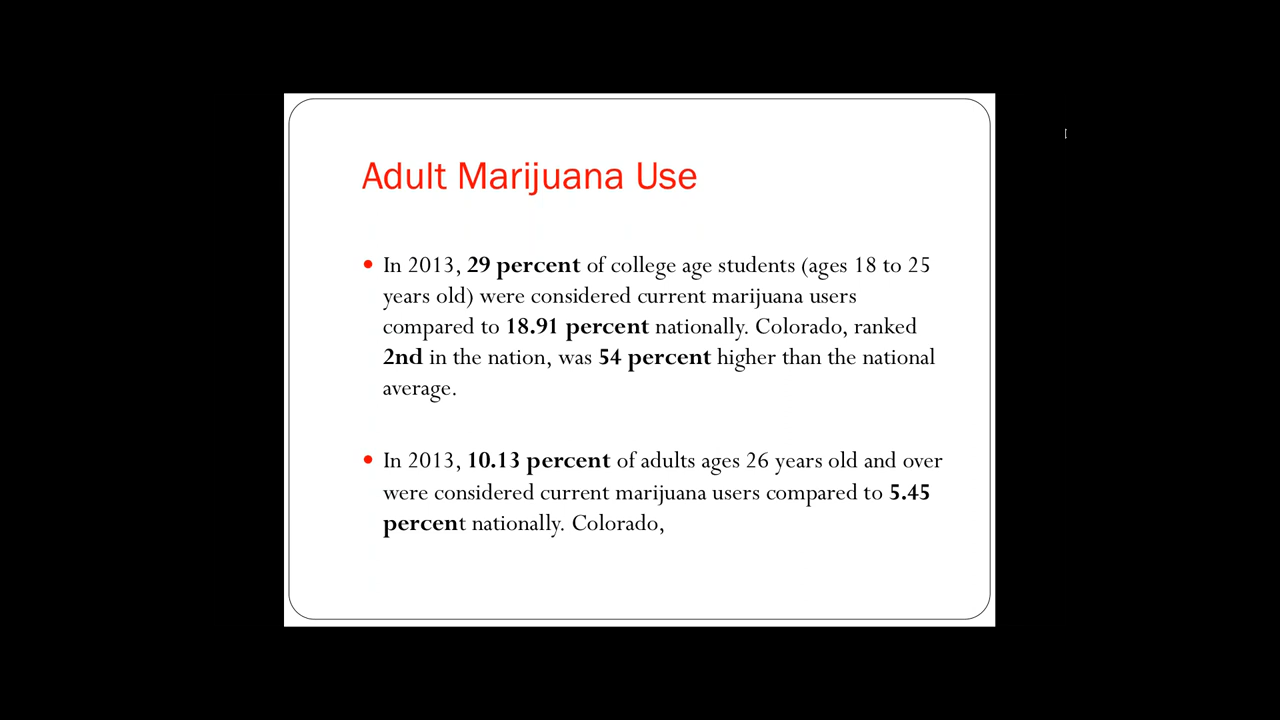 Adult Marijuana Use
• In 2013, 29 percent of college age students (ages 18 to 25
years old) were considered current marijuana users
compared to 18.91 percent nationally. Colorado, ranked
2nd in the nation, was 54 percent higher than the national
average.
• In 2013, 10.13 percent of adults ages 26 years old and over
were considered current marijuana users compared to 5.45
percent nationally. Colorado,